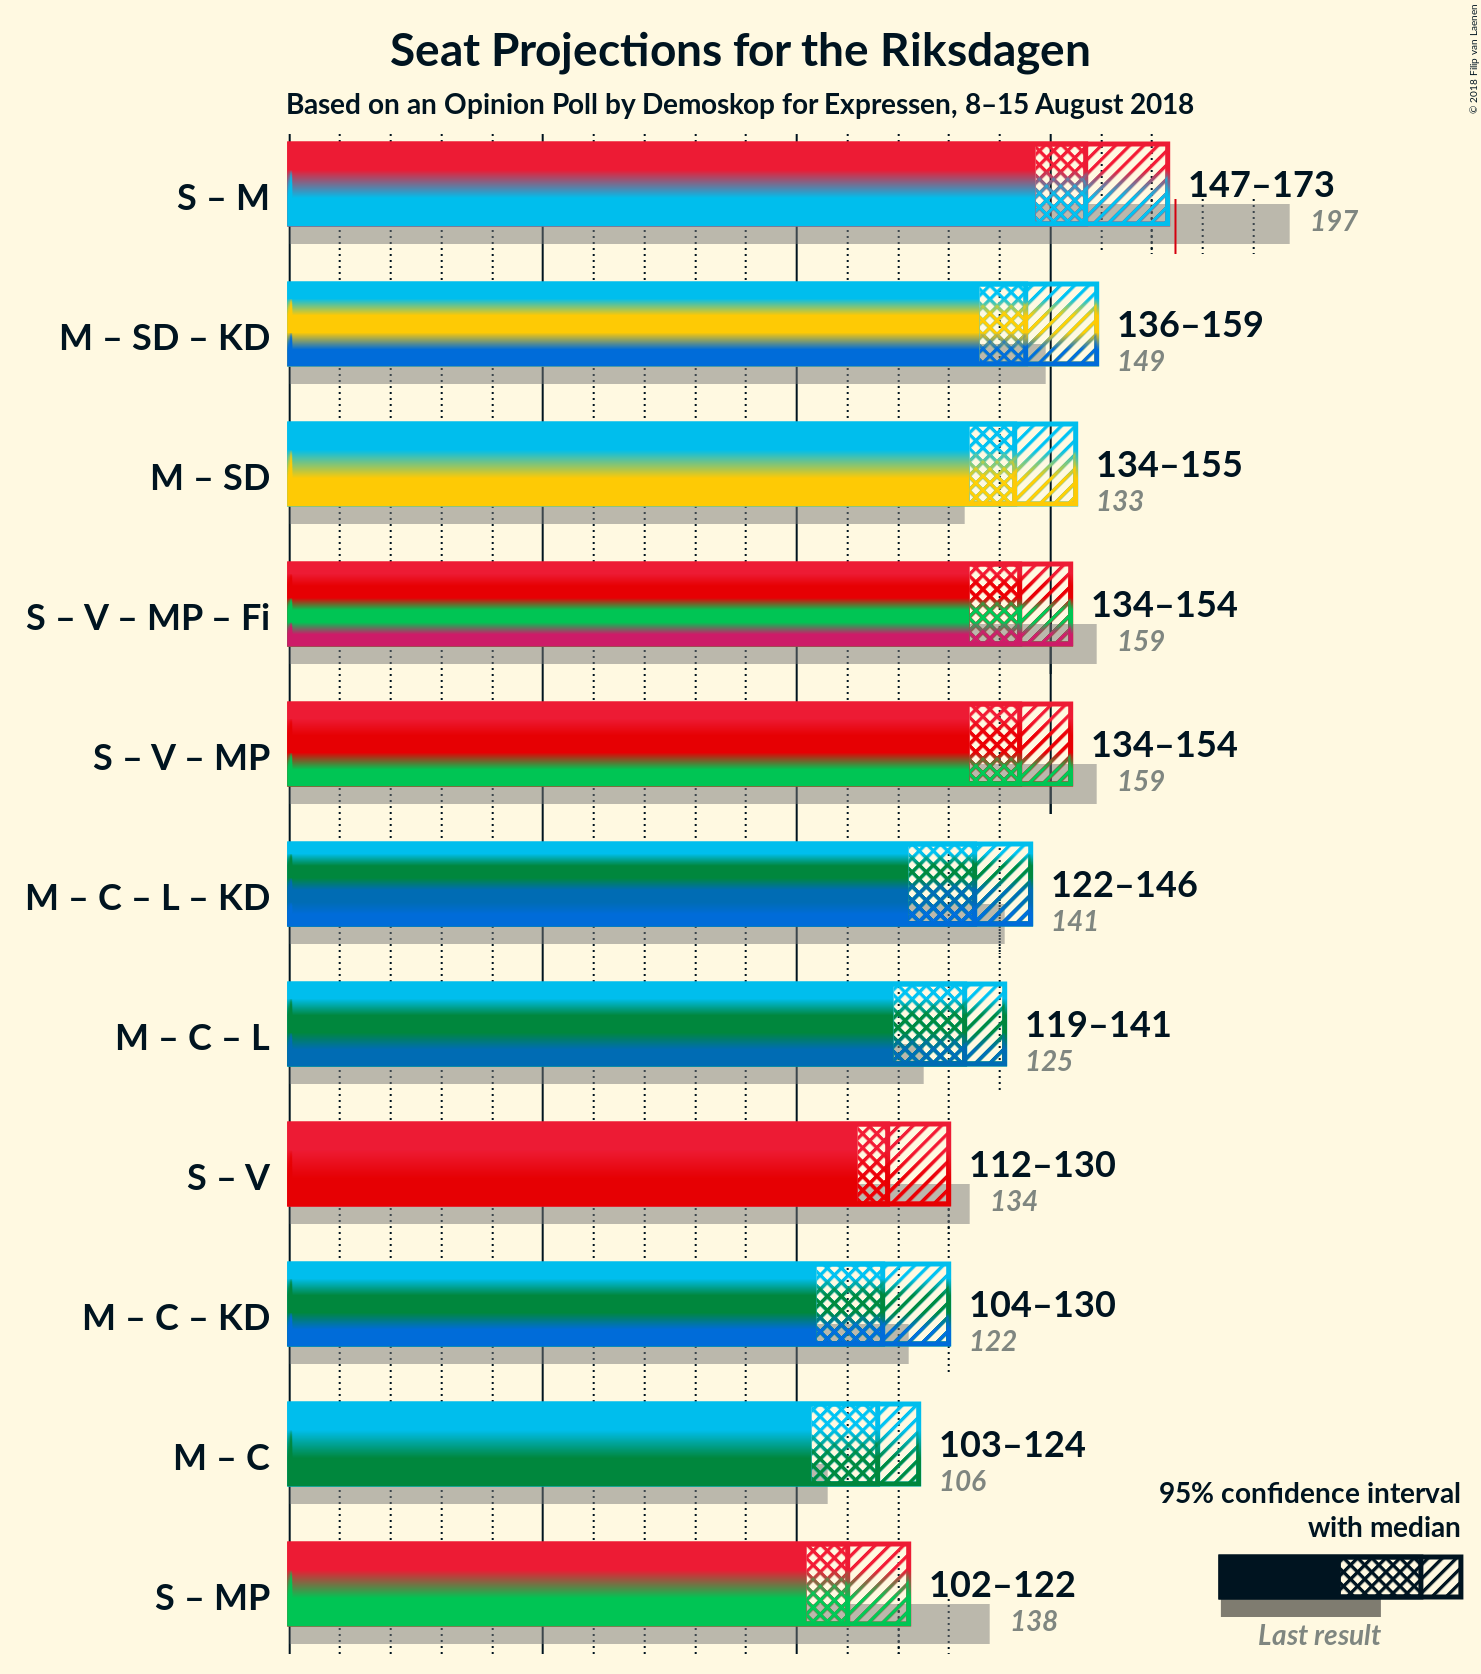 Seat Projections for the Riksdagen
Based on an Opinion Poll by Demoskop for Expressen, 8–15 August 2018
© 2018 Filip van Laenen
S – M
147–173
197
M – SD – KD
136–159
149
M – SD
134–155
133
S – V – MP – Fi
134–154
159
S – V – MP
134–154
159
M – C – L – KD
122–146
141
M – C – L
119–141
125
S – V
112–130
134
M – C – KD
104–130
122
M – C
103–124
106
S – MP
102–122
138
95% confidence interval
with median
Last result